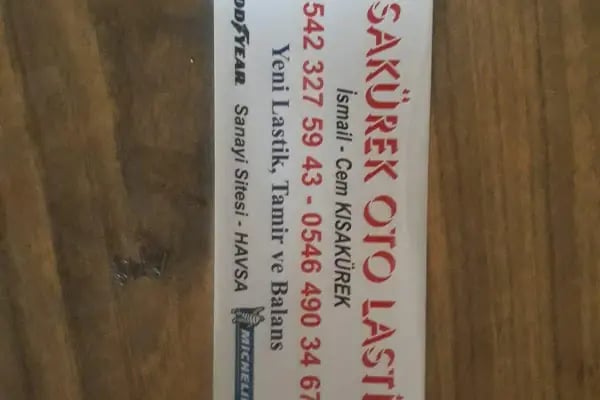 SAKÜREK OTO LASTİ
İsmail - Cem KISAKÜREK
542 327 59 43 - 0546 490 34 67
Yeni Lastik, Tamir ve Balans
ODFYEAR Sanayi Sitesi - HAVSA MICHELIN